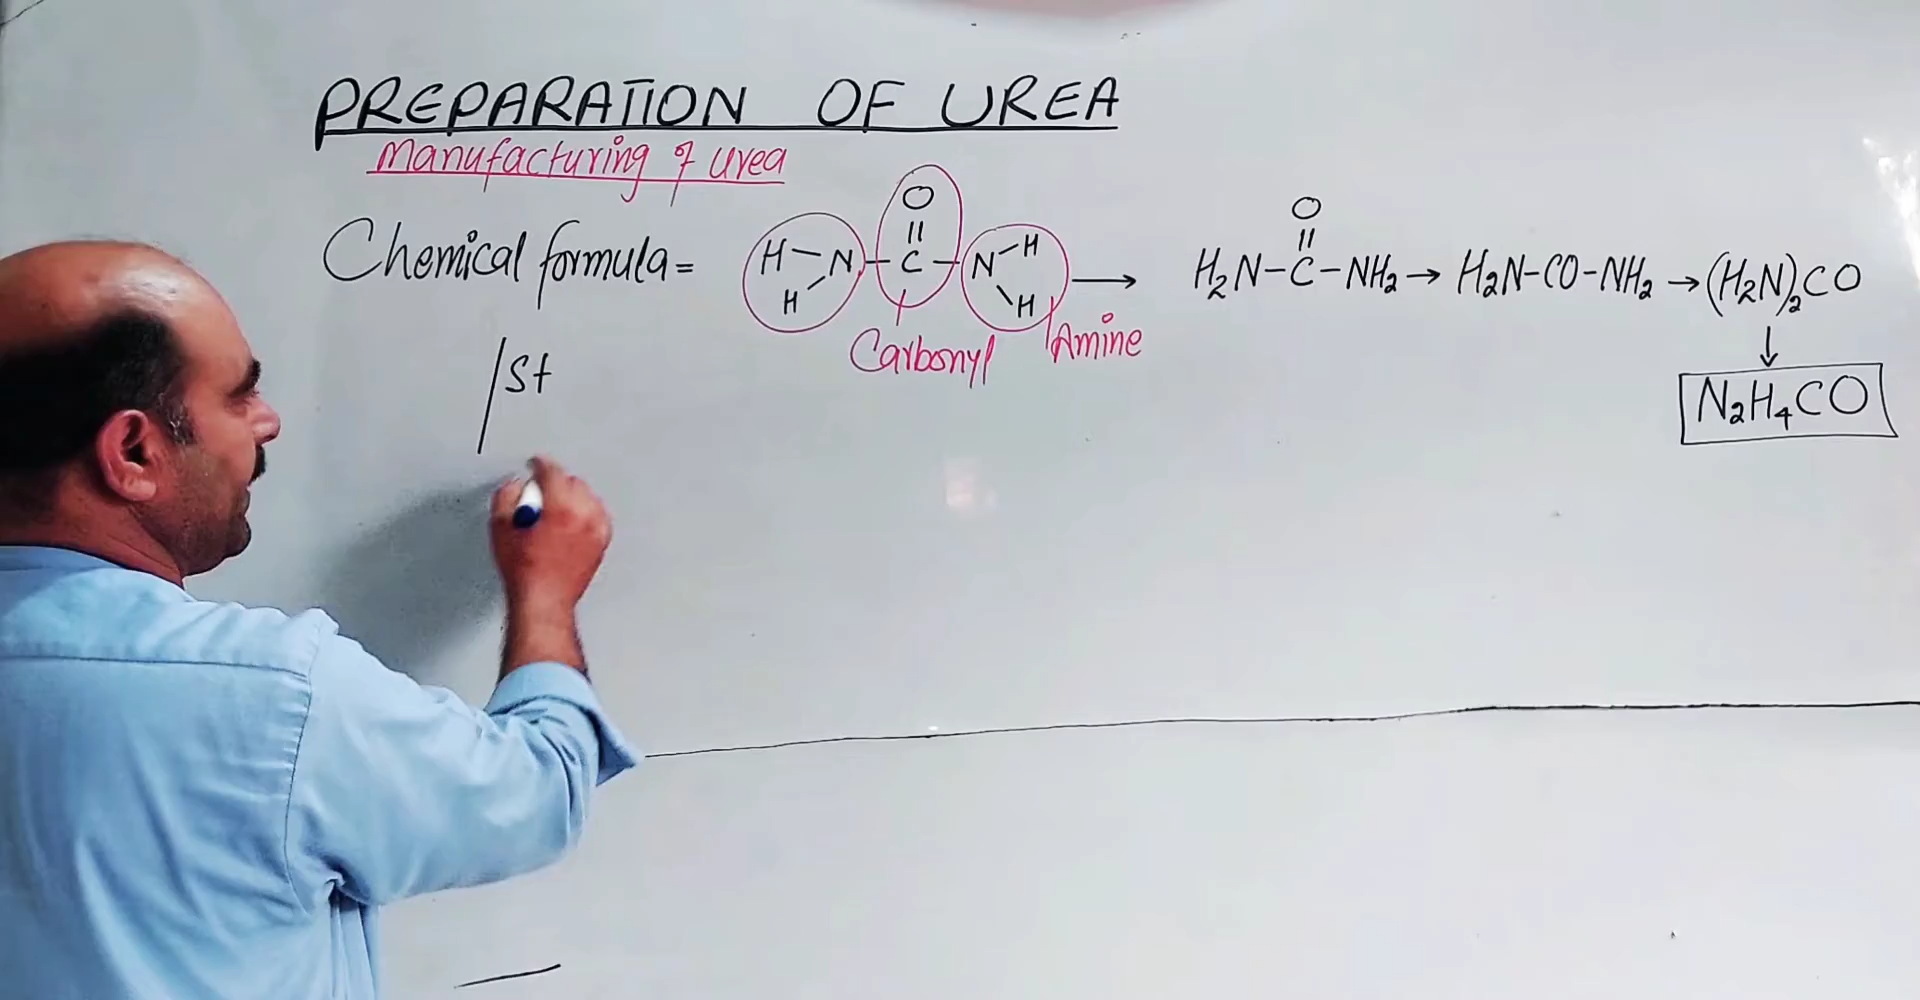 PREPARATION OF UREA
Manufacturing of urea
Chemical formula =
O
||
H – N – C – N – H
H
H
Carbonyl
Amine
→
O
||
H₂N–C–NH₂ → H₂N–CO–NH₂ → (H₂N)₂CO
↓
N₂H₄CO
1st